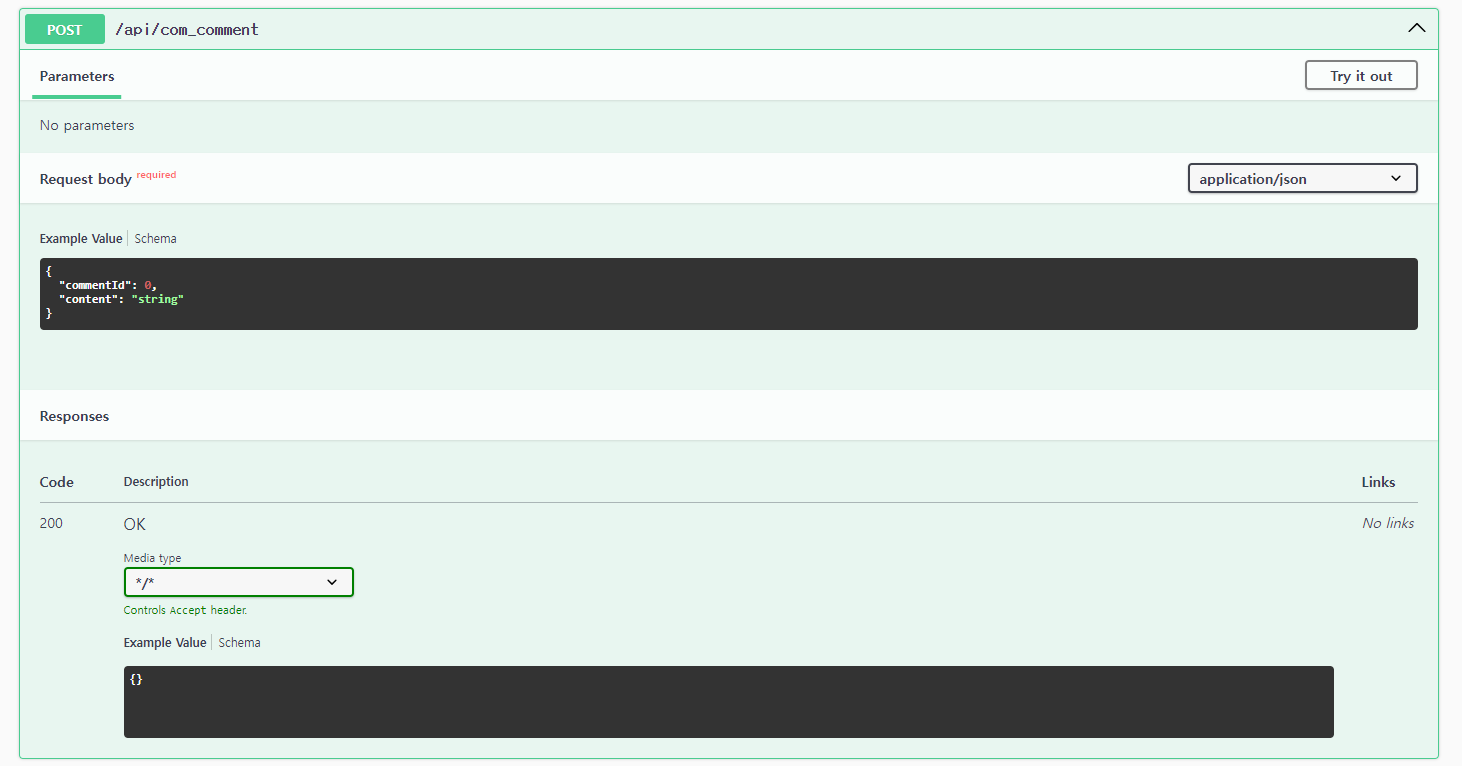 POST /api/com_comment
Parameters
Try it out
No parameters
Request body required
application/json
Example Value Schema
{
"commentId": 0,
"content": "string"
}
Responses
Code Description Links
200 OK No links
Media type
*/*
Controls Accept header.
Example Value Schema
{}